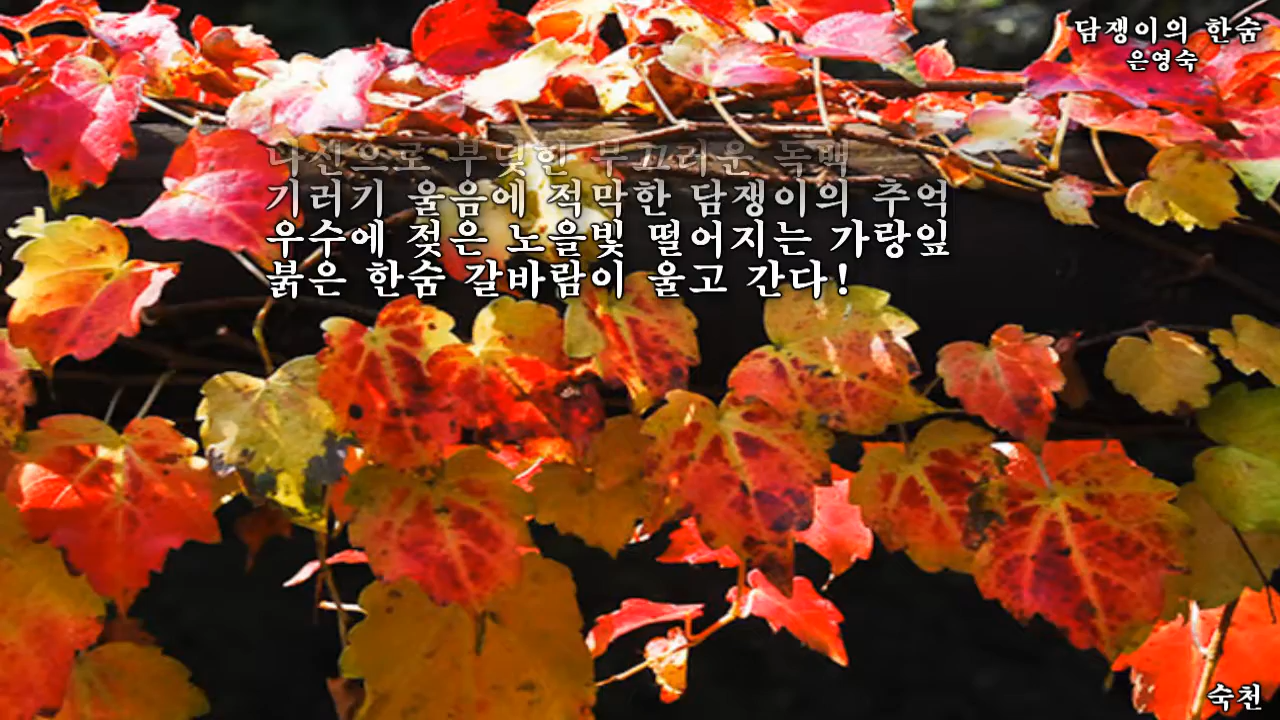 담쟁이의 한숨
은영숙
나신으로 부딪힌 부끄러운 독백
기러기 울음에 적막한 담쟁이의 추억
우수에 젖은 노을빛 떨어지는 가랑잎
붉은 한숨 갈바람이 울고 간다!
숙천